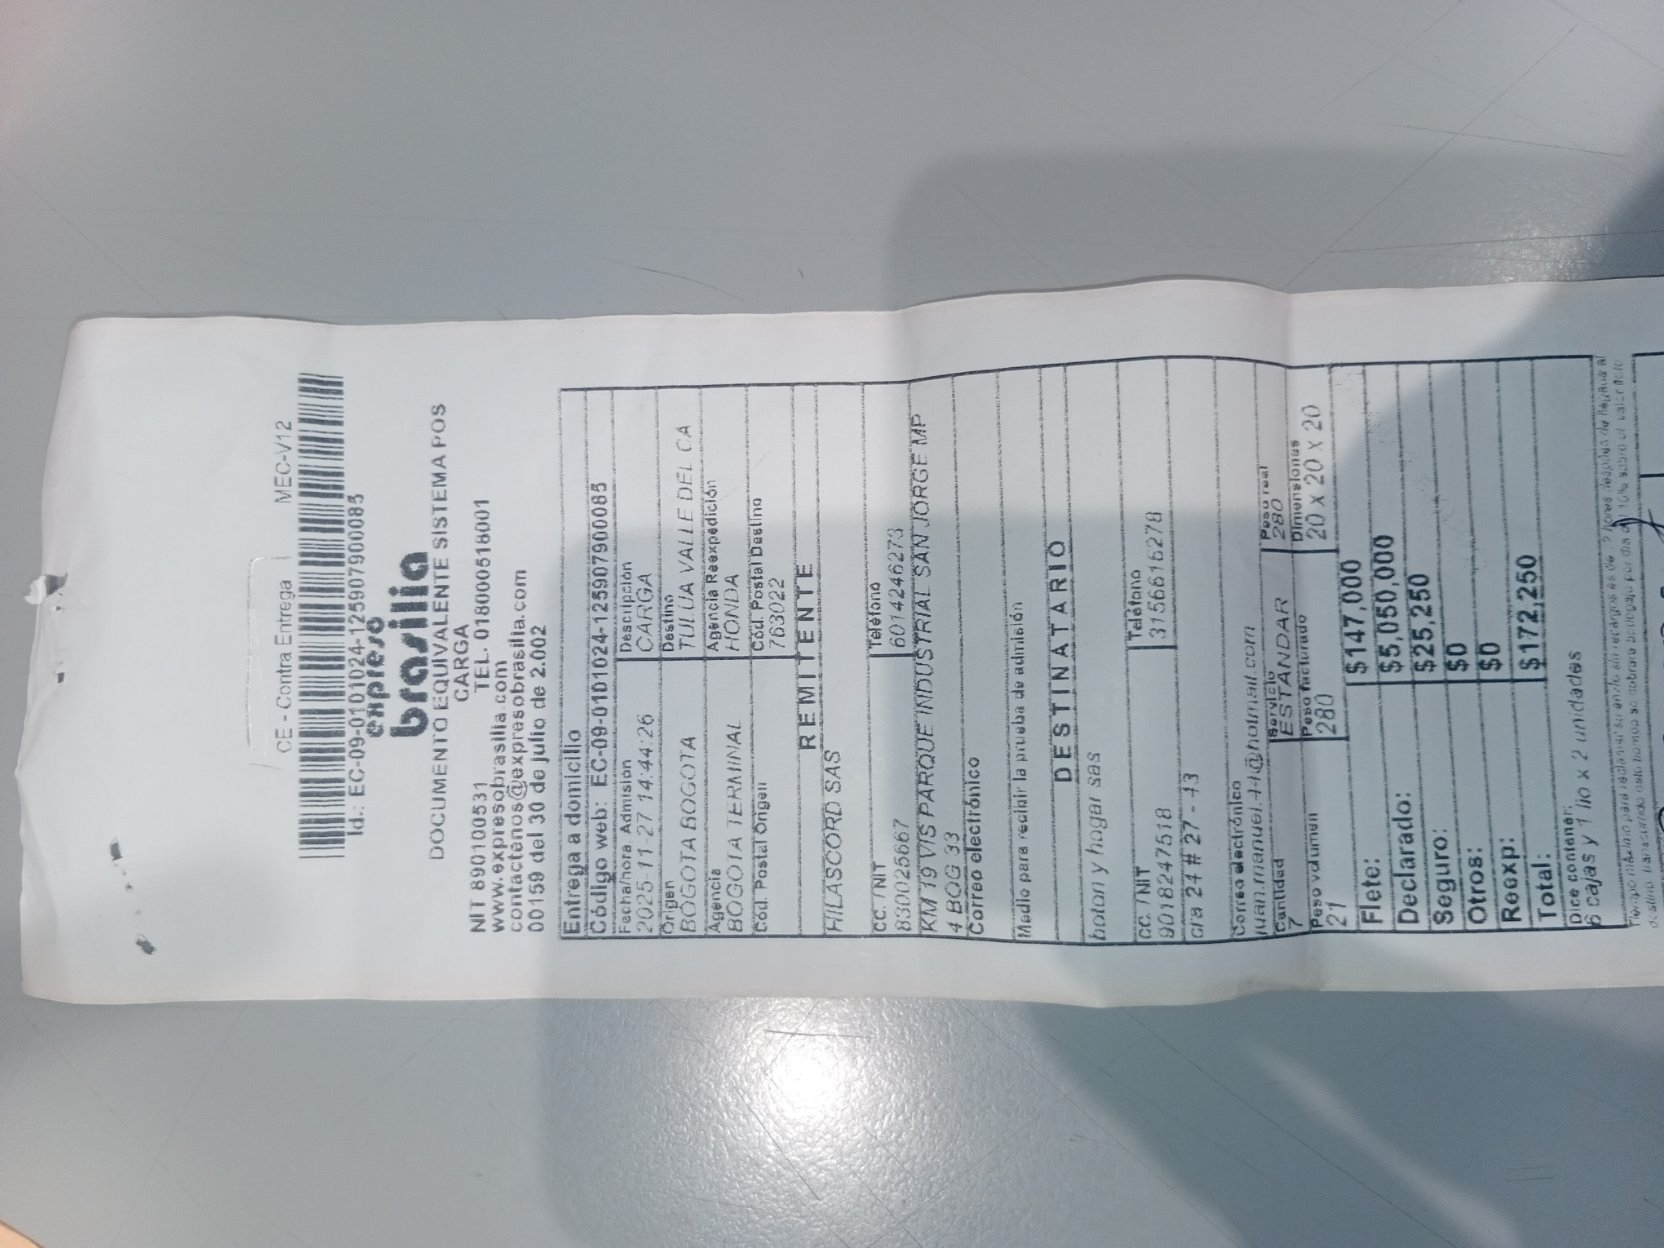 CE - Contra Entrega MEC-V12
Id.: EC-09-0101024-12590790008
expreso
brasilia
DOCUMENTO EQUIVALENTE SISTEMA POS
CARGA
NIT 890100531 TEL. 018000518001
www.expresobrasilia.com
contactenos@expresobrasilia.com
00159 del 30 de julio de 2.002
Entrega a domicilio
Código web: EC-09-0101024-12590790008
Fecha/hora Admisión Descripción
2025-11-27 14:44:26 CARGA
Origen Destino
BOGOTA BOGOTA TULUA VALLE DEL CA
Agencia Agencia Reexpedición
BOGOTA TERMINAL HONDA
Cód. Postal Origen Cód. Postal Destino
763022
REMITENTE
HILASCORD SAS
CC. / NIT Teléfono
830025667 6014246273
KM 19 VIS PARQUE INDUSTRIAL SAN JORGE MP
4 BOG 33
Correo electrónico
Medio para recibir la prueba de admisión
DESTINATARIO
boton y hogar sas
CC. / NIT Teléfono
9018247518 3156616278
cra 24 # 27 - 43
Correo electrónico
juan.manuel.44@hotmail.com
Cantidad Servicio Peso real
7 ESTANDAR 280
Peso volumen Peso facturado Dimensiones
21 280 20 x 20 x 20
Flete: $147,000
Declarado: $5,050,000
Seguro: $25,250
Otros: $0
Reexp: $0
Total: $172,250
Dice contener:
6 cajas y 1 lio x 2 unidades